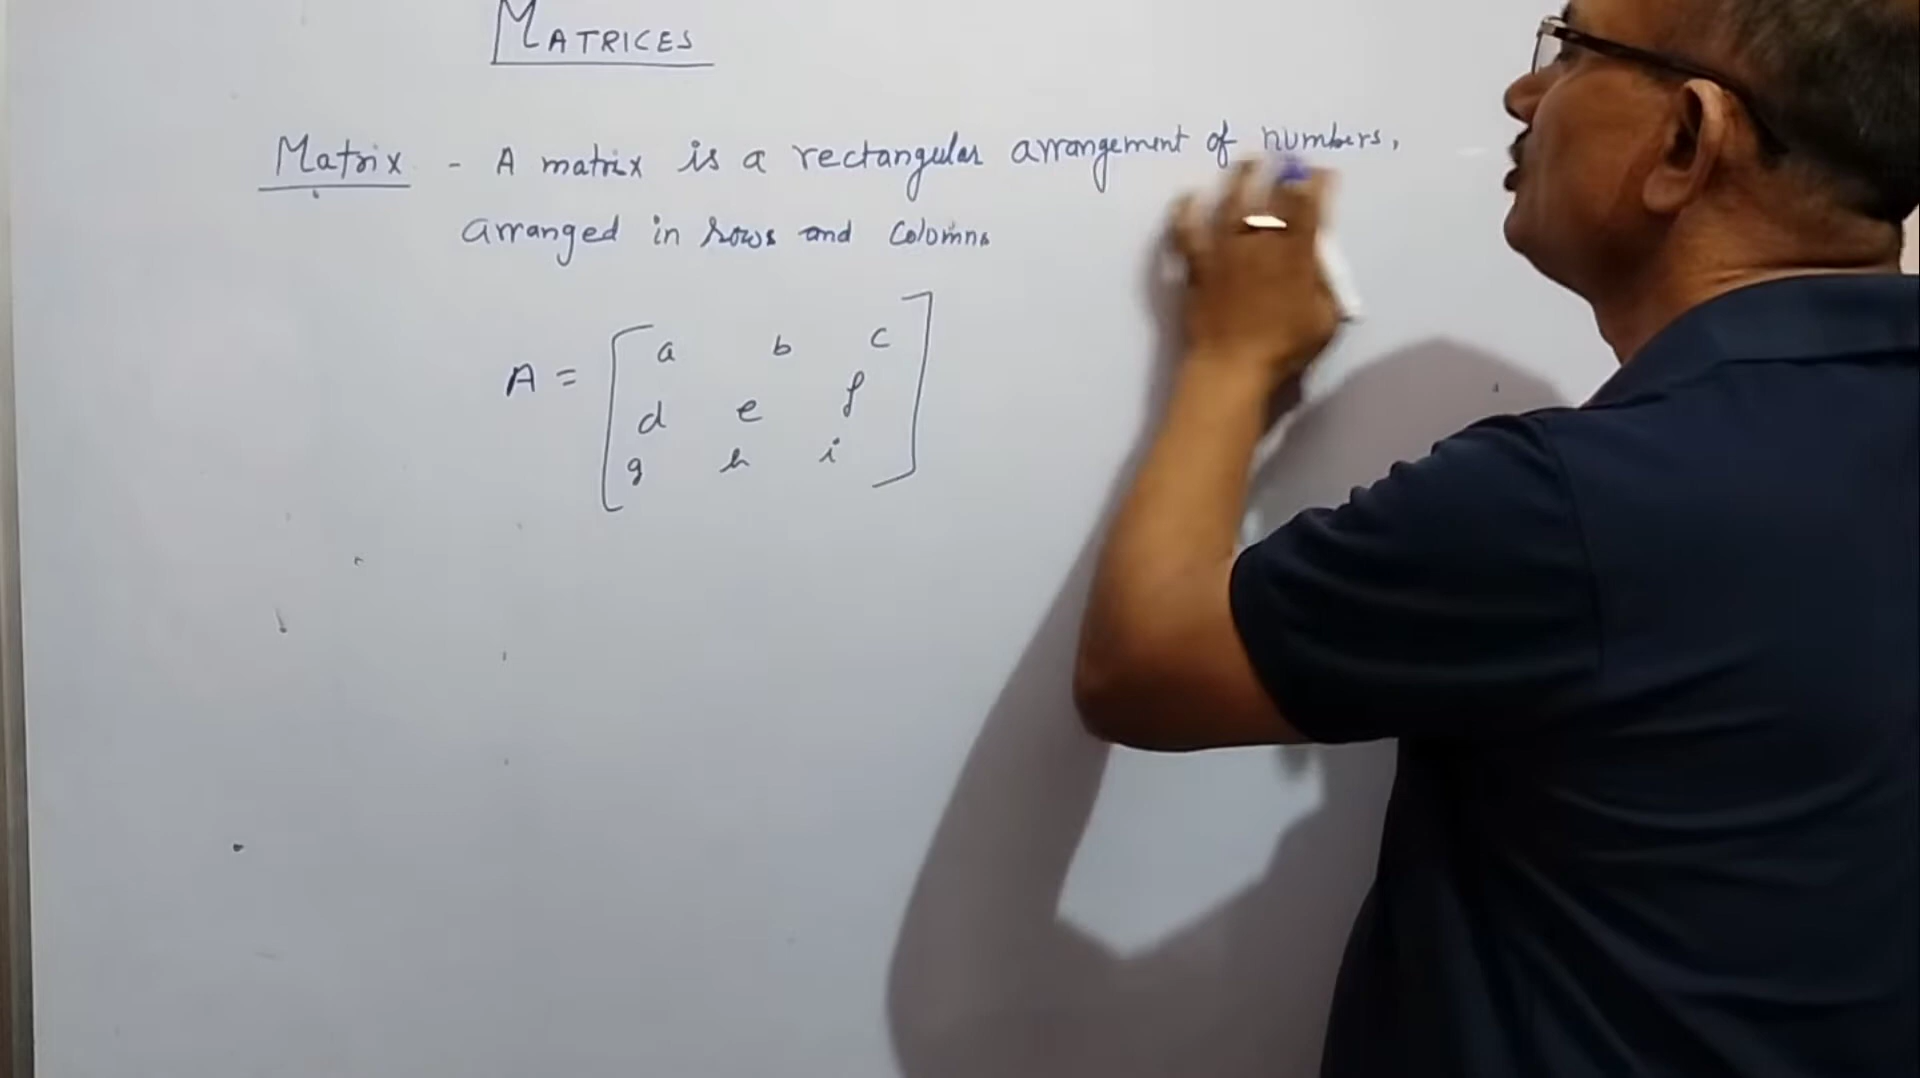 MATRICES
Matrix - A matrix is a rectangular arrangement of numbers,
arranged in rows and Columns
A = [ a b c
d e f
g h i ]